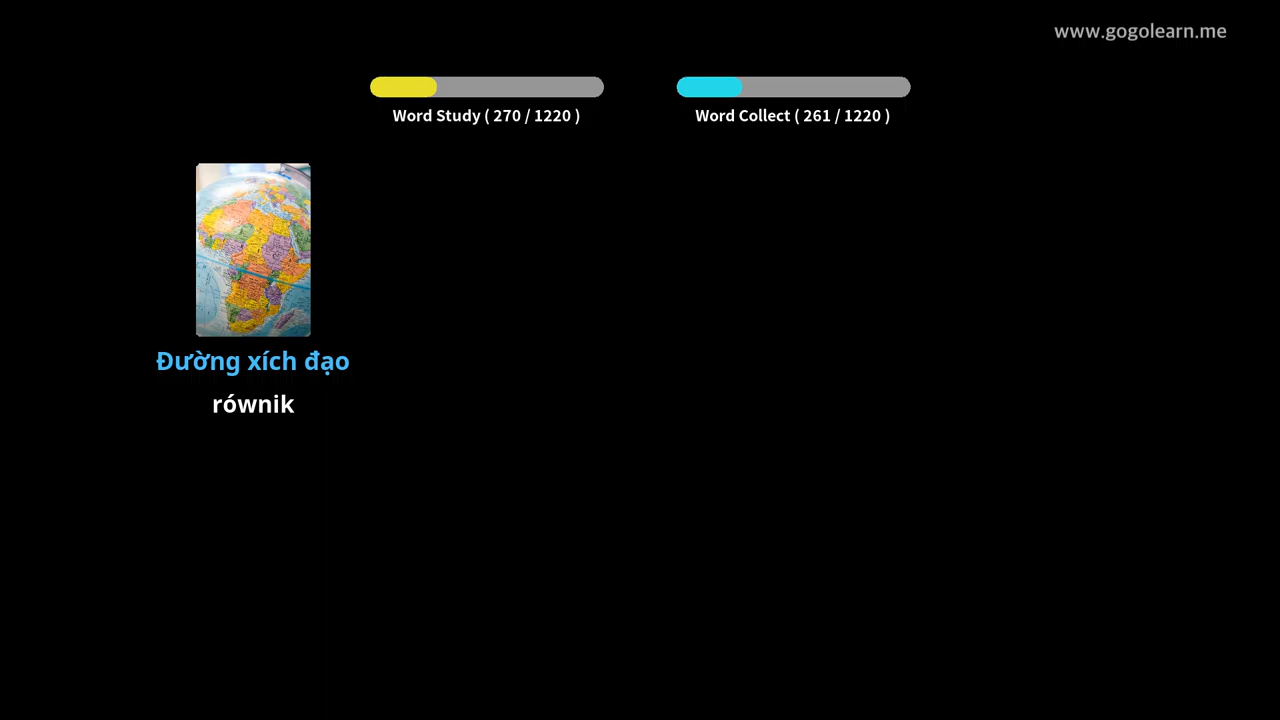 www.gogolearn.me
Word Study ( 270 / 1220 )
Word Collect ( 261 / 1220 )
Đường xích đạo
równik